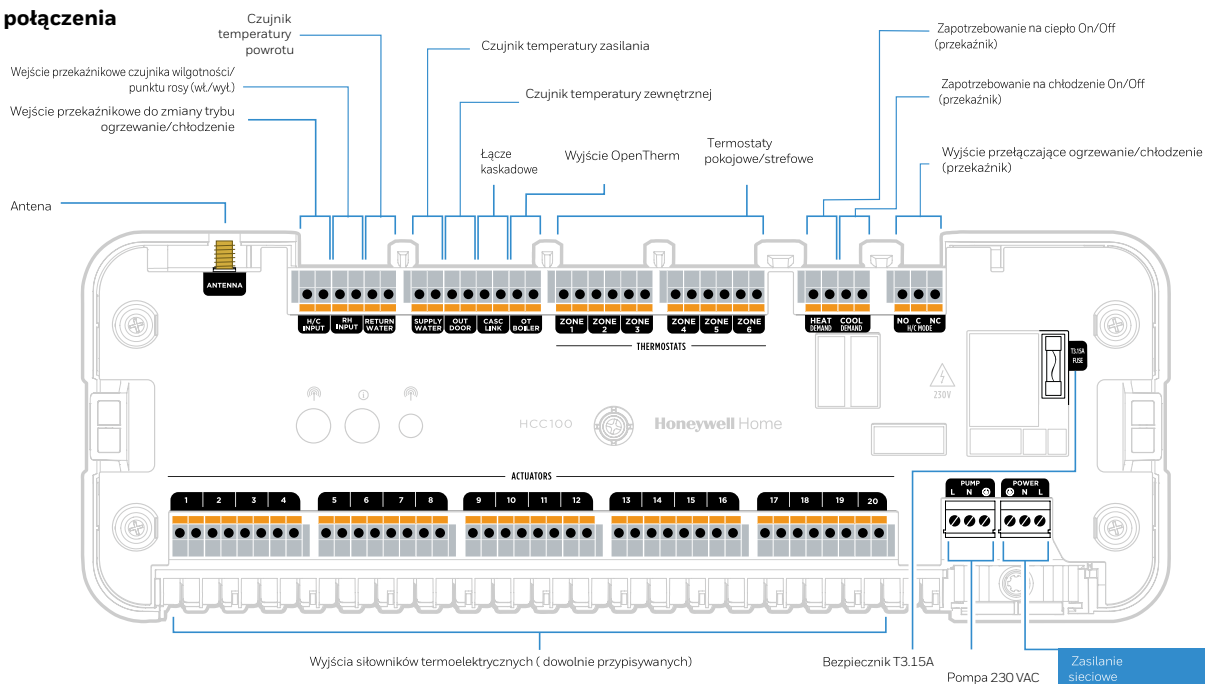 połączenia
Czujnik
temperatury
powrotu
Wejście przekaźnikowe czujnika wilgotności/
punktu rosy (wł./wył.)
Wejście przekaźnikowe do zmiany trybu
ogrzewanie/chłodzenie
Antena
Czujnik temperatury zasilania
Czujnik temperatury zewnętrznej
Łącze
kaskadowe
Wyjście OpenTherm
Termostaty
pokojowe/strefowe
Zapotrzebowanie na ciepło On/Off
(przekaźnik)
Zapotrzebowanie na chłodzenie On/Off
(przekaźnik)
Wyjście przełączające ogrzewanie/chłodzenie
(przekaźnik)
ANTENNA
H/C INPUT
RH INPUT
RETURN WATER
SUPPLY WATER
OUT DOOR
CASC LINK
OT BOILER
ZONE 1
ZONE 2
ZONE 3
ZONE 4
ZONE 5
ZONE 6
THERMOSTATS
HEAT DEMAND
COOL DEMAND
NO C NC
H/C MODE
T3.15A
FUSE
230V
HCC100
Honeywell Home
ACTUATORS
1 2 3 4
5 6 7 8
9 10 11 12
13 14 15 16
17 18 19 20
PUMP
L N
POWER
N L
Wyjścia siłowników termoelektrycznych ( dowolnie przypisywanych)
Bezpiecznik T3.15A
Pompa 230 VAC
Zasilanie
sieciowe